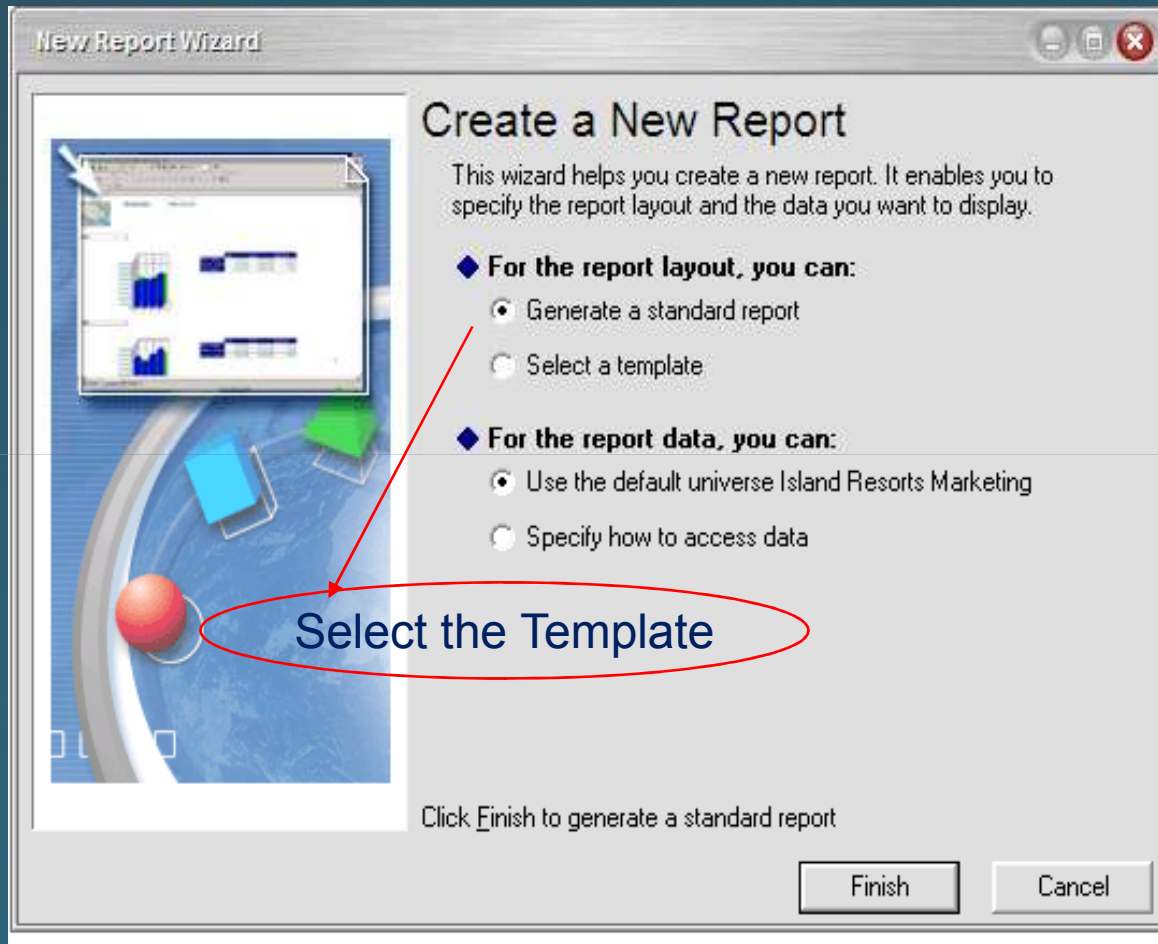 New Report Wizard
Create a New Report
This wizard helps you create a new report. It enables you to
specify the report layout and the data you want to display.
For the report layout, you can:
Generate a standard report
Select a template
For the report data, you can:
Use the default universe Island Resorts Marketing
Specify how to access data
Select the Template
Click Finish to generate a standard report
Finish
Cancel